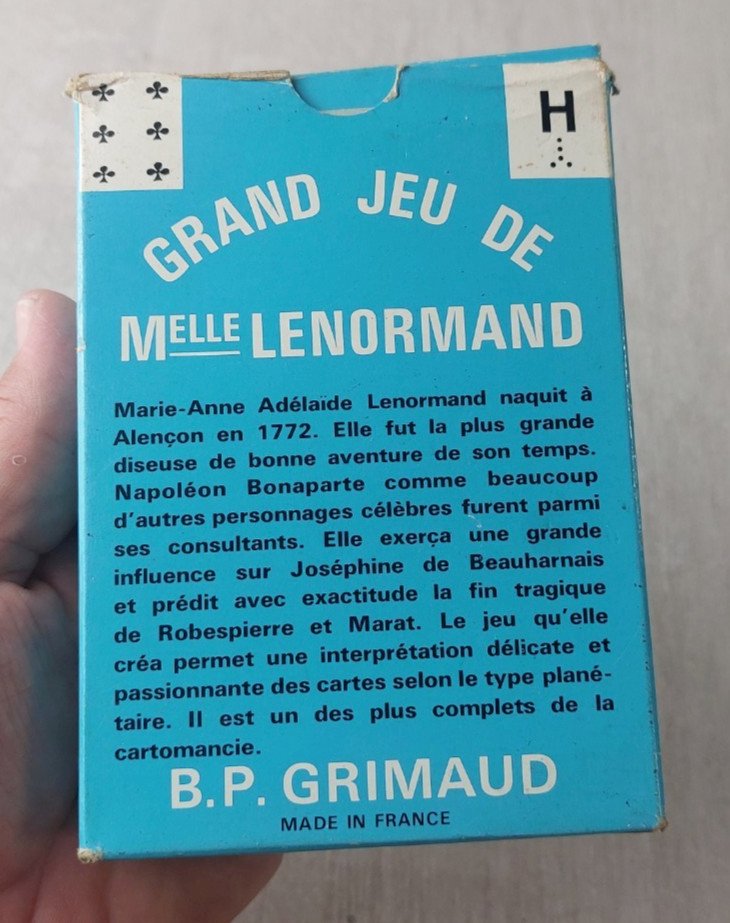 H
GRAND JEU DE
MELLE LENORMAND
Marie-Anne Adélaïde Lenormand naquit à
Alençon en 1772. Elle fut la plus grande
diseuse de bonne aventure de son temps.
Napoléon Bonaparte comme beaucoup
d'autres personnages célèbres furent parmi
ses consultants. Elle exerça une grande
influence sur Joséphine de Beauharnais
et prédit avec exactitude la fin tragique
de Robespierre et Marat. Le jeu qu'elle
créa permet une interprétation délicate et
passionnante des cartes selon le type plané-
taire. Il est un des plus complets de la
cartomancie.
B.P. GRIMAUD
MADE IN FRANCE